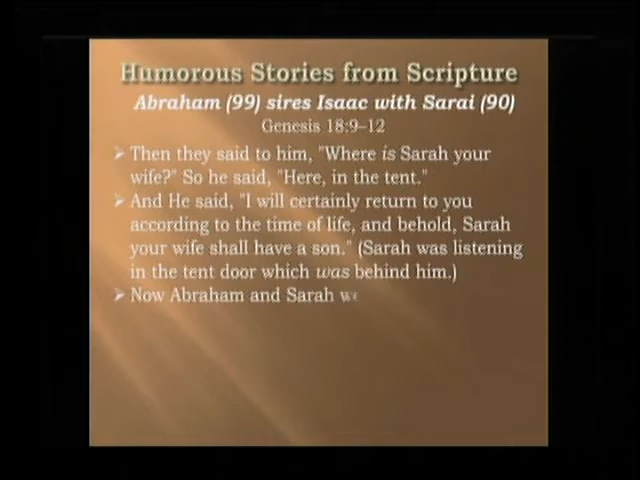 Humorous Stories from Scripture
Abraham (99) sires Isaac with Sarai (90)
Genesis 18:9–12
➢ Then they said to him, "Where is Sarah your
wife?" So he said, "Here, in the tent."
➢ And He said, "I will certainly return to you
according to the time of life, and behold, Sarah
your wife shall have a son." (Sarah was listening
in the tent door which was behind him.)
➢ Now Abraham and Sarah